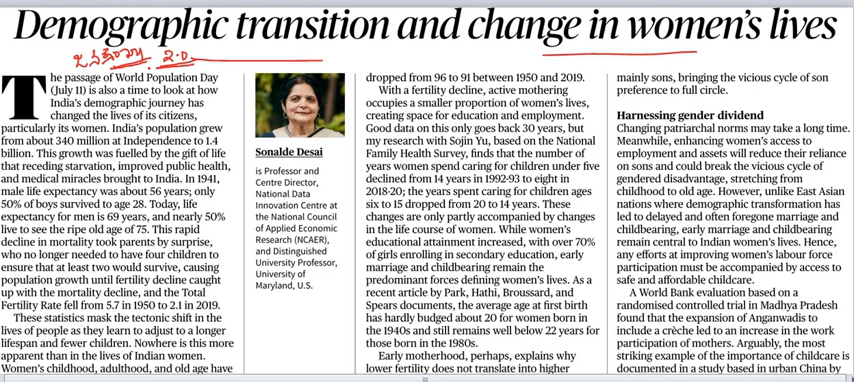 Demographic transition and change in women's lives
2.0
The passage of World Population Day
(July 11) is also a time to look at how
India's demographic journey has
changed the lives of its citizens,
particularly its women. India's population grew
from about 340 million at Independence to 1.4
billion. This growth was fuelled by the gift of life
that receding starvation, improved public health,
and medical miracles brought to India. In 1941,
male life expectancy was about 56 years; only
50% of boys survived to age 28. Today, life
expectancy for men is 69 years, and nearly 50%
live to see the ripe old age of 75. This rapid
decline in mortality took parents by surprise,
who no longer needed to have four children to
ensure that at least two would survive, causing
population growth until fertility decline caught
up with the mortality decline, and the Total
Fertility Rate fell from 5.7 in 1950 to 2.1 in 2019.
These statistics mask the tectonic shift in the
lives of people as they learn to adjust to a longer
lifespan and fewer children. Nowhere is this more
apparent than in the lives of Indian women.
Women's childhood, adulthood, and old age have
Sonalde Desai
is Professor and
Centre Director,
National Data
Innovation Centre at
the National Council
of Applied Economic
Research (NCAER),
and Distinguished
University Professor,
University of
Maryland, U.S.
dropped from 96 to 91 between 1950 and 2019.
With a fertility decline, active mothering
occupies a smaller proportion of women's lives,
creating space for education and employment.
Good data on this only goes back 30 years, but
my research with Sojin Yu, based on the National
Family Health Survey, finds that the number of
years women spend caring for children under five
declined from 14 years in 1992-93 to eight in
2018-20; the years spent caring for children ages
six to 15 dropped from 20 to 14 years. These
changes are only partly accompanied by changes
in the life course of women. While women's
educational attainment increased, with over 70%
of girls enrolling in secondary education, early
marriage and childbearing remain the
predominant forces defining women's lives. As a
recent article by Park, Hathi, Broussard, and
Spears documents, the average age at first birth
has hardly budged about 20 for women born in
the 1940s and still remains well below 22 years for
those born in the 1980s.
Early motherhood, perhaps, explains why
lower fertility does not translate into higher
mainly sons, bringing the vicious cycle of son
preference to full circle.
Harnessing gender dividend
Changing patriarchal norms may take a long time.
Meanwhile, enhancing women's access to
employment and assets will reduce their reliance
on sons and could break the vicious cycle of
gendered disadvantage, stretching from
childhood to old age. However, unlike East Asian
nations where demographic transformation has
led to delayed and often foregone marriage and
childbearing, early marriage and childbearing
remain central to Indian women's lives. Hence,
any efforts at improving women's labour force
participation must be accompanied by access to
safe and affordable childcare.
A World Bank evaluation based on a
randomised controlled trial in Madhya Pradesh
found that the expansion of Anganwadis to
include a crèche led to an increase in the work
participation of mothers. Arguably, the most
striking example of the importance of childcare is
documented in a study based in urban China by